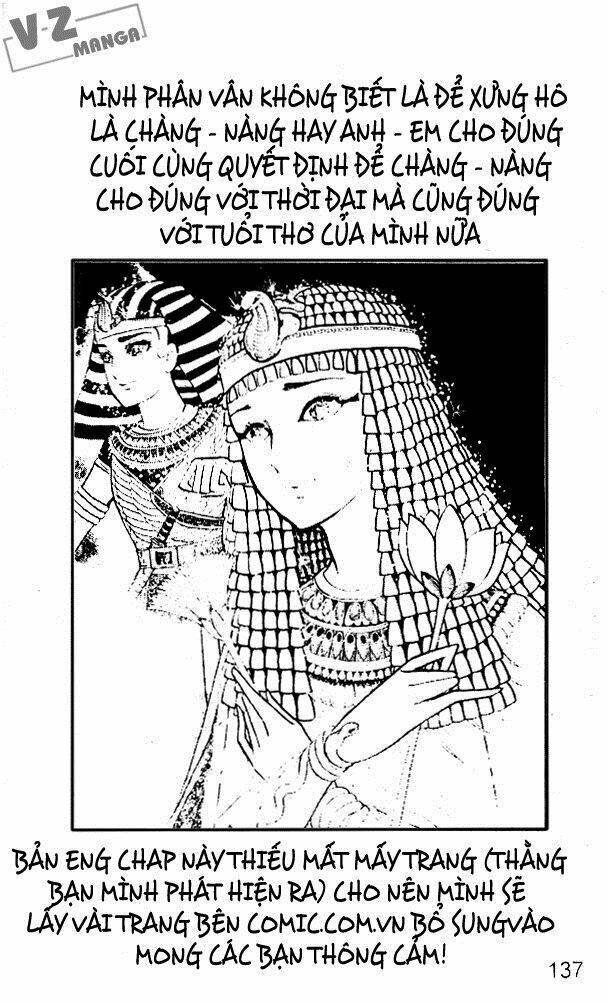 V-Z
MANGA
MÌNH PHÂN VÂN KHÔNG BIẾT LÀ ĐỂ XƯNG HÔ
LÀ CHÀNG - NÀNG HAY ANH - EM CHO ĐÚNG
CUỐI CÙNG QUYẾT ĐỊNH ĐỂ CHÀNG - NÀNG
CHO ĐÚNG VỚI THỜI ĐẠI MÀ CŨNG ĐÚNG
VỚI TUỔI THƠ CỦA MÌNH NỮA
BẢN ENG CHAP NÀY THIẾU MẤT MẤY TRANG (THẰNG
BẠN MÌNH PHÁT HIỆN RA) CHO NÊN MÌNH SẼ
LẤY VÀI TRANG BÊN COMIC.COM.VN BỔ SUNG VÀO
MONG CÁC BẠN THÔNG CẢM!
137